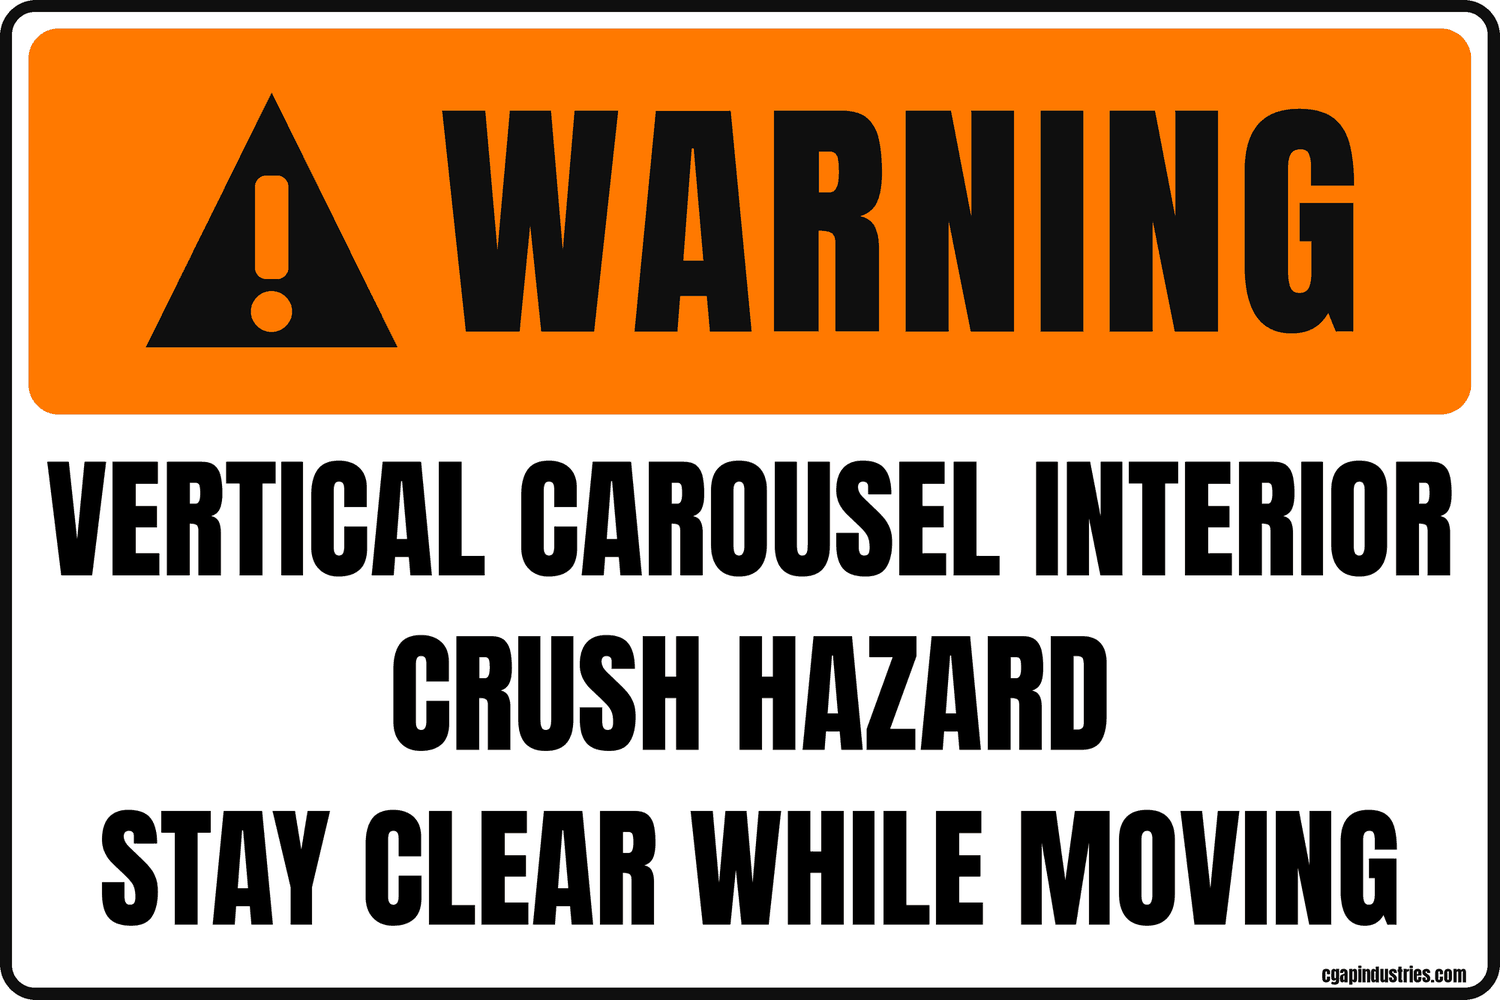 WARNING
VERTICAL CAROUSEL INTERIOR
CRUSH HAZARD
STAY CLEAR WHILE MOVING
cgapindustries.com